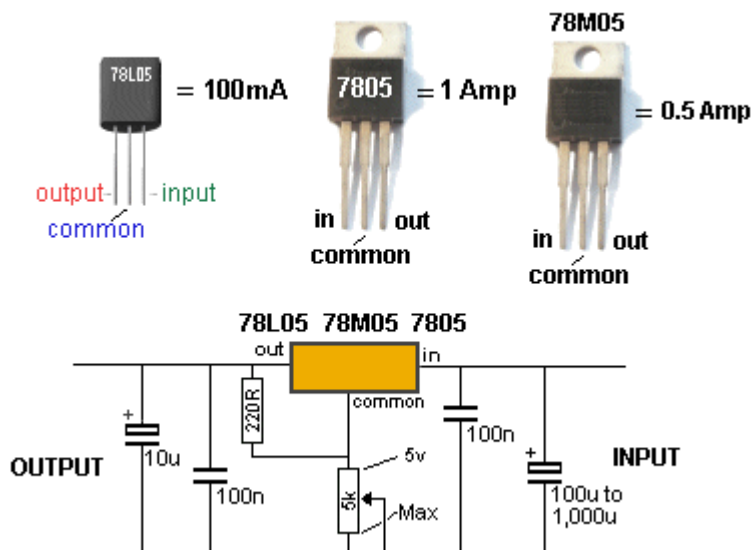 78M05
78L05
= 100mA
7805
= 1 Amp
= 0.5 Amp
output
input
common
in
out
common
in
out
common
78L05 78M05 7805
out
in
common
220R
+
10u
100n
OUTPUT
5v
5k
Max
100n
+
100u to
1,000u
INPUT